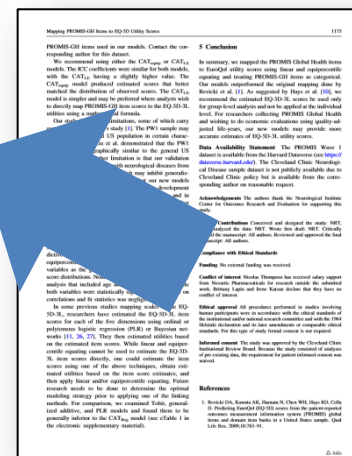 Mapping PROMIS-GH Items to EQ-5D Utility Scores
1175
PROMIS-GH items used in our models. Contact the cor-
responding author for this dataset.
We recommend using either the CATequip or CATLE
models. The ICC coefficients were similar for both models,
with the CATLE having a slightly higher value. The
CATequip model produced estimated scores that better
matched the distribution of observed scores. The CATLE
model is simpler and may be preferred where analysts wish
to directly map PROMIS-GH item scores to the EQ-5D-3L
utilities using a formula.
Our limitations, some of which carry
study [1]. The PW1 sample may
US population in certain charac-
et al. demonstrated that the PW1
similar to the general US
limitation is that our validation
with neurological diseases from
may inhibit generaliz-
our new models
development
and in
equipercentile
variables as the
score distributions.
analysis that included age
both variables were statistically
correlations and fit statistics was
In some previous studies mapping EQ-
5D-3L, researchers have estimated the EQ-5D-3L item
scores for each of the five dimensions using ordinal or
polytomous logistic regression (PLR) or Bayesian net-
works [11, 26, 27]. They then estimated utilities based
on the estimated item scores. While linear and equiper-
centile equating cannot be used to estimate the EQ-5D-
3L item scores directly, one could estimate the item
scores using one of the above techniques, obtain esti-
mated utilities based on the item score estimates, and
then apply linear and/or equipercentile equating. Future
research needs to be done to determine the optimal
modeling strategy prior to applying one of the linking
methods. For comparison, we examined Tobit, general-
ized additive, and PLR models and found them to be
generally inferior to the CATReg model (see eTable 1 in
the electronic supplementary material).
5 Conclusion
In summary, we mapped the PROMIS Global Health items
to EuroQol utility scores using linear and equipercentile
equating and treating PROMIS items as categorical.
Our models outperformed the original mapping done by
Revicki et al. [1]. As suggested by Hays et al. [10], we
recommend the estimated EQ-5D-3L scores be used only
for group-level analysis and not be applied at the individual
level. For researchers collecting PROMIS Global Health
and wishing to do economic evaluations using quality-ad-
justed life-years, our new models may provide more
accurate estimates of EQ-5D-3L utility scores.
Data Availability Statement The PROMIS Wave 1
dataset is available from the Harvard Dataverse (see https://
dataverse.harvard.edu/). The Cleveland Clinic Neurologi-
cal Disease sample dataset is not publicly available due to
Cleveland Clinic policy but is available from the corre-
sponding author on reasonable request.
Acknowledgements The authors thank the Neurological Institute
Center for Outcomes Research and Evaluation for supporting this
study.
Contributions Conceived and designed the study: NRT,
analyzed the data: NRT. Wrote first draft: NRT. Critically
the manuscript: All authors. Reviewed and approved the final
manuscript: All authors.
Compliance with Ethical Standards
Funding No external funding was received.
Conflict of interest Nicolas Thompson has received salary support
from Novartis Pharmaceuticals for research outside the submitted
work. Brittany Lapin and Irene Katzan declare that they have no
conflict of interest.
Ethical approval All procedures performed in studies involving
human participants were in accordance with the ethical standards of
the institutional and/or national research committee and with the 1964
Helsinki declaration and its later amendments or comparable ethical
standards. For this type of study formal consent is not required.
Informed consent The study was approved by the Cleveland Clinic
Institutional Review Board. Because the study consisted of analyses
of pre-existing data, the requirement for patient informed consent was
waived.
References
1. Revicki DA, Kawata AK, Harnam N, Chen WH, Hays RD, Cella
D. Predicting EuroQol (EQ-5D) scores from the patient-reported
outcomes measurement information system (PROMIS) global
items and domain item banks in a United States sample. Qual
Life Res. 2009;18:783–91.
Adis